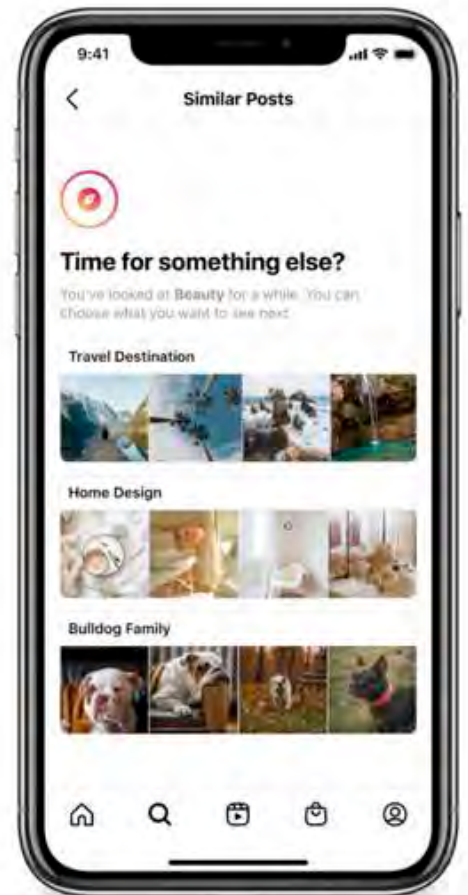 9:41
Similar Posts
Time for something else?
You've looked at Beauty for a while. You can
choose what you want to see next.
Travel Destination
Home Design
Bulldog Family